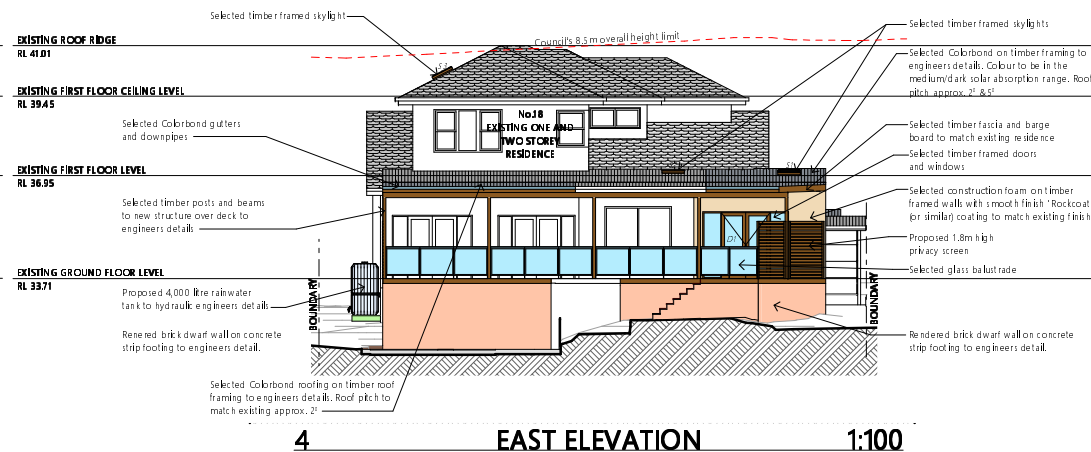 Selected timber framed skylight
Council's 8.5m overall height limit
Selected timber framed skylights
EXISTING ROOF RIDGE
RL 41.01
Selected Colorbond on timber framing to
engineers details. Colour to be in the
medium/dark solar absorption range. Roof
pitch approx. 2° & 5°
S3
EXISTING FIRST FLOOR CEILING LEVEL
RL 39.45
No.18
EXISTING ONE AND
TWO STOREY
RESIDENCE
Selected Colorbond gutters
and downpipes
Selected timber fascia and barge
board to match existing residence
Selected timber framed doors
and windows
EXISTING FIRST FLOOR LEVEL
RL 36.95
S1
Selected timber posts and beams
to new structure over deck to
engineers details
Selected construction foam on timber
framed walls with smooth finish 'Rockcoat
(or similar) coating to match existing finish
D1
Proposed 1.8m high
privacy screen
Selected glass balustrade
EXISTING GROUND FLOOR LEVEL
RL 33.71
Proposed 4,000 litre rainwater
tank to hydraulic engineers details
BOUNDARY
BOUNDARY
Renered brick dwarf wall on concrete
strip footing to engineers detail.
Rendered brick dwarf wall on concrete
strip footing to engineers detail.
Selected Colorbond roofing on timber roof
framing to engineers details. Roof pitch to
match existing approx. 2°
4 EAST ELEVATION 1:100